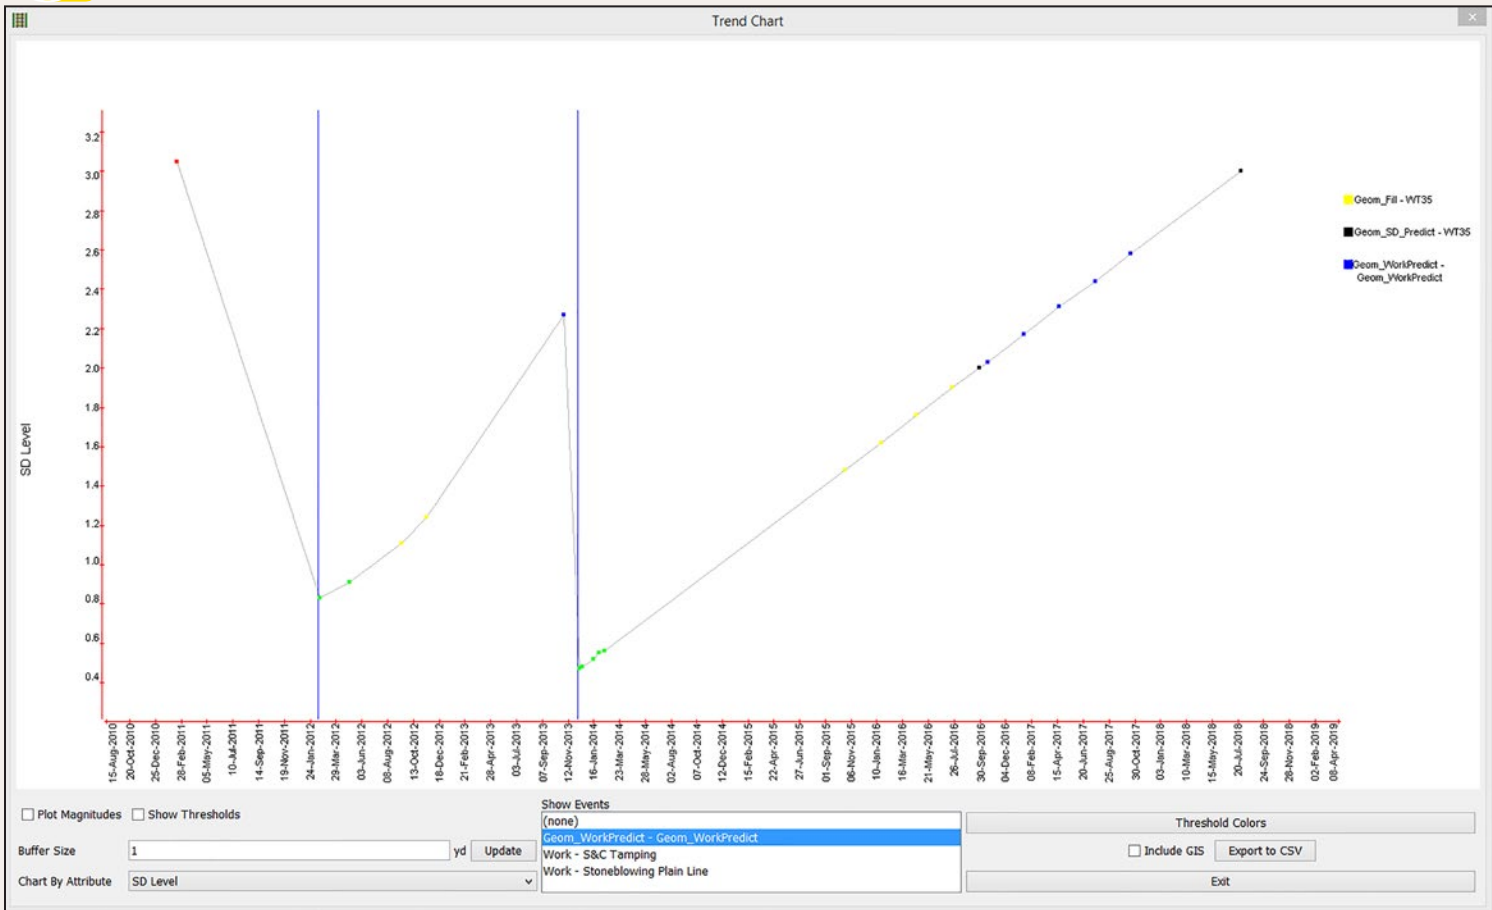 Trend Chart
3.2
3.0
2.8
2.6
2.4
2.2
2.0
1.8
1.6
1.4
1.2
1.0
0.8
0.6
0.4
SD Level
Geom_Fill - WT35
Geom_SD_Predict - WT35
Geom_WorkPredict -
Geom_WorkPredict
15-Aug-2010
20-Oct-2010
25-Dec-2010
28-Feb-2011
05-May-2011
10-Jul-2011
14-Sep-2011
19-Nov-2011
24-Jan-2012
29-Mar-2012
03-Jun-2012
08-Aug-2012
13-Oct-2012
18-Dec-2012
21-Feb-2013
28-Apr-2013
03-Jul-2013
07-Sep-2013
12-Nov-2013
16-Jan-2014
23-Mar-2014
28-May-2014
02-Aug-2014
07-Oct-2014
12-Dec-2014
15-Feb-2015
22-Apr-2015
27-Jun-2015
01-Sep-2015
06-Nov-2015
10-Jan-2016
16-Mar-2016
21-May-2016
26-Jul-2016
30-Sep-2016
04-Dec-2016
08-Feb-2017
15-Apr-2017
20-Jun-2017
25-Aug-2017
30-Oct-2017
03-Jan-2018
10-Mar-2018
15-May-2018
20-Jul-2018
24-Sep-2018
28-Nov-2018
02-Feb-2019
08-Apr-2019
Plot Magnitudes Show Thresholds
Buffer Size 1 yd Update
Chart By Attribute SD Level
Show Events
(none)
Geom_WorkPredict - Geom_WorkPredict
Work - S&C Tamping
Work - Stoneblowing Plain Line
Threshold Colors
Include GIS Export to CSV
Exit